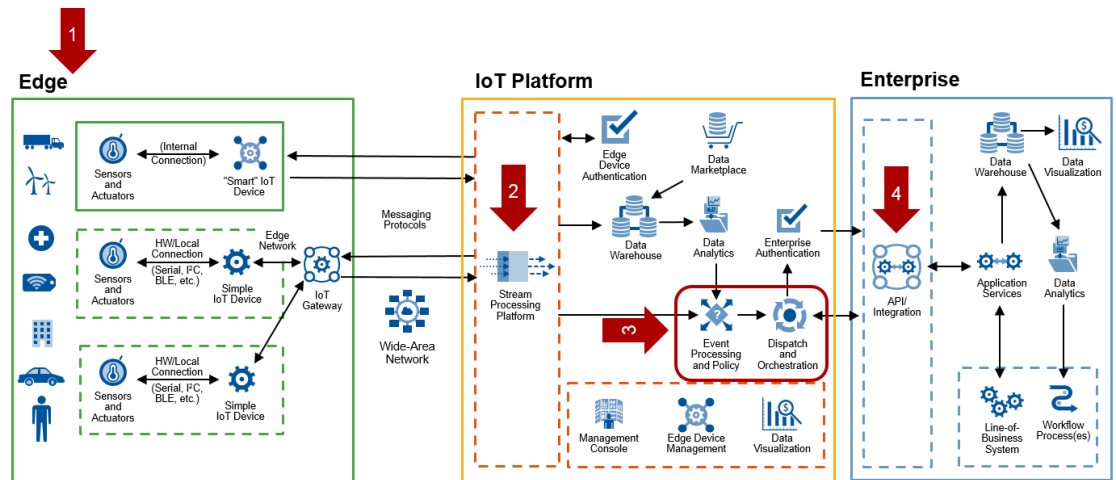 1
Edge
IoT Platform
Enterprise
(Internal
Connection)
Sensors
and
Actuators
"Smart" IoT
Device
Edge
Device
Authentication
Data
Marketplace
2
4
Data
Warehouse
Data
Visualization
Messaging
Protocols
HW/Local
Connection
(Serial, I²C,
BLE, etc.)
Sensors
and
Actuators
Simple
IoT Device
Edge
Network
IoT
Gateway
Stream
Processing
Platform
Data
Warehouse
Data
Analytics
Enterprise
Authentication
API/
Integration
Application
Services
Data
Analytics
Wide-Area
Network
3
Event
Processing
and Policy
Dispatch
and
Orchestration
HW/Local
Connection
(Serial, I²C,
BLE, etc.)
Sensors
and
Actuators
Simple
IoT Device
Management
Console
Edge Device
Management
Data
Visualization
Line-of-
Business
System
Workflow
Process(es)